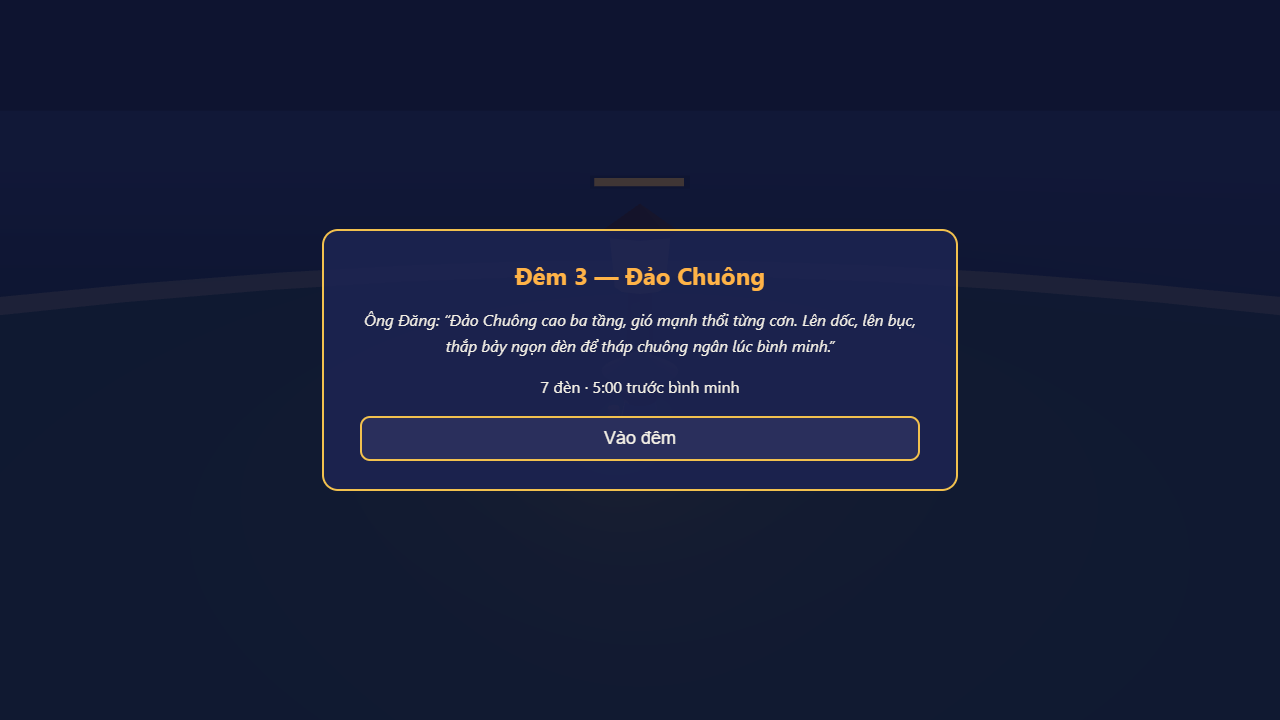 Đêm 3 — Đảo Chuông
Ông Đăng: “Đảo Chuông cao ba tầng, gió mạnh thổi từng cơn. Lên dốc, lên bục,
thắp bảy ngọn đèn để tháp chuông ngân lúc bình minh.”
7 đèn · 5:00 trước bình minh
Vào đêm